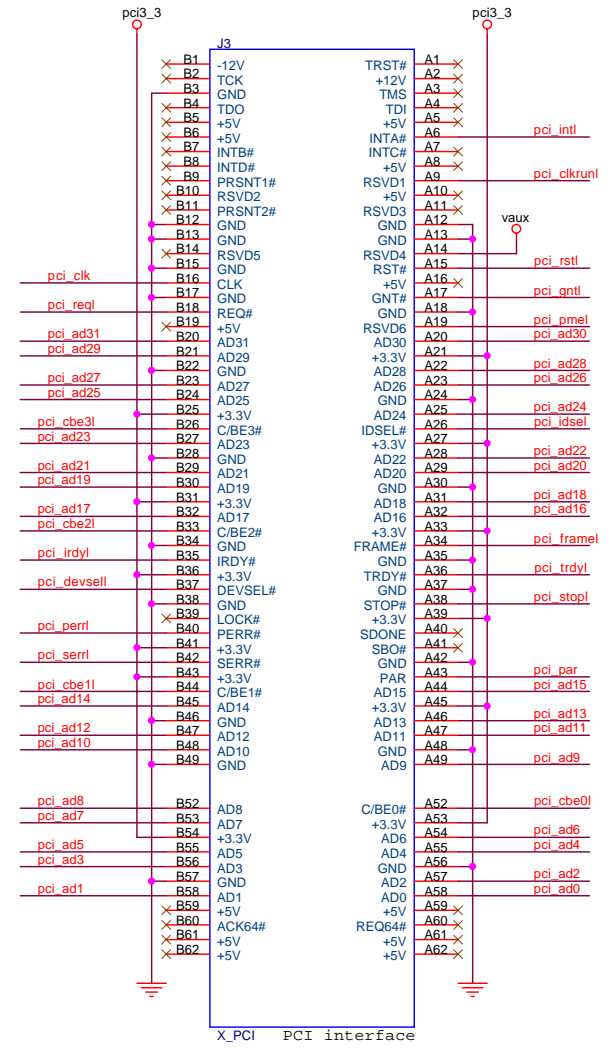 pci3_3 pci3_3
J3
B1 -12V TRST# A1
B2 TCK +12V A2
B3 GND TMS A3
B4 TDO TDI A4
B5 +5V +5V A5
B6 +5V INTA# A6 pci_intl
B7 INTB# INTC# A7
B8 INTD# +5V A8
B9 PRSNT1# RSVD1 A9 pci_clkrunl
B10 RSVD2 +5V A10
B11 PRSNT2# RSVD3 A11
B12 GND GND A12 vaux
B13 GND GND A13
B14 RSVD5 RSVD4 A14
B15 GND RST# A15 pci_rstl
pci_clk B16 CLK +5V A16
B17 GND GNT# A17 pci_gntl
pci_reql B18 REQ# GND A18
B19 +5V RSVD6 A19 pci_pmel
pci_ad31 B20 AD31 AD30 A20 pci_ad30
pci_ad29 B21 AD29 +3.3V A21
B22 GND AD28 A22 pci_ad28
pci_ad27 B23 AD27 AD26 A23 pci_ad26
pci_ad25 B24 AD25 GND A24
B25 +3.3V AD24 A25 pci_ad24
pci_cbe3l B26 C/BE3# IDSEL# A26 pci_idsel
pci_ad23 B27 AD23 +3.3V A27
B28 GND AD22 A28 pci_ad22
pci_ad21 B29 AD21 AD20 A29 pci_ad20
pci_ad19 B30 AD19 GND A30
B31 +3.3V AD18 A31 pci_ad18
pci_ad17 B32 AD17 AD16 A32 pci_ad16
pci_cbe2l B33 C/BE2# +3.3V A33
B34 GND FRAME# A34 pci_framel
pci_irdyl B35 IRDY# GND A35
B36 +3.3V TRDY# A36 pci_trdyl
pci_devsell B37 DEVSEL# GND A37
B38 GND STOP# A38 pci_stopl
B39 LOCK# +3.3V A39
pci_perrl B40 PERR# SDONE A40
B41 +3.3V SBO# A41
pci_serrl B42 SERR# GND A42
B43 +3.3V PAR A43 pci_par
pci_cbe1l B44 C/BE1# AD15 A44 pci_ad15
pci_ad14 B45 AD14 +3.3V A45
B46 GND AD13 A46 pci_ad13
pci_ad12 B47 AD12 AD11 A47 pci_ad11
pci_ad10 B48 AD10 GND A48
B49 GND AD9 A49 pci_ad9
pci_ad8 B52 AD8 C/BE0# A52 pci_cbe0l
pci_ad7 B53 AD7 +3.3V A53
B54 +3.3V AD6 A54 pci_ad6
pci_ad5 B55 AD5 AD4 A55 pci_ad4
pci_ad3 B56 AD3 GND A56
B57 GND AD2 A57 pci_ad2
pci_ad1 B58 AD1 AD0 A58 pci_ad0
B59 +5V +5V A59
B60 ACK64# REQ64# A60
B61 +5V +5V A61
B62 +5V +5V A62
X_PCI PCI interface